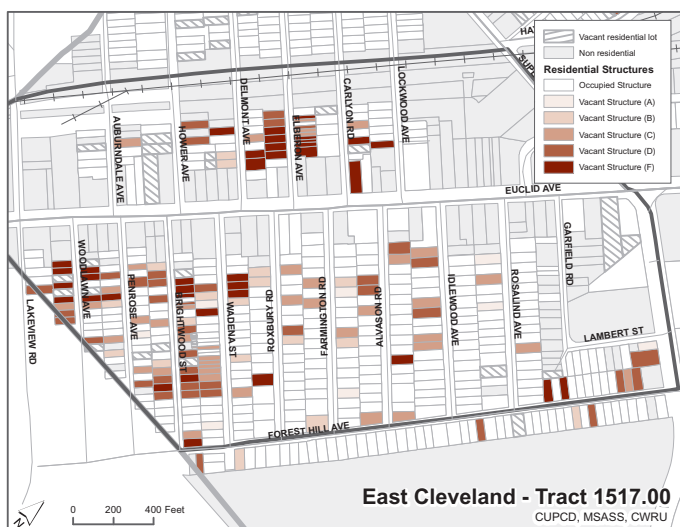 HA
SUP
Vacant residential lot
Non residential
Residential Structures
Occupied Structure
Vacant Structure (A)
Vacant Structure (B)
Vacant Structure (C)
Vacant Structure (D)
Vacant Structure (F)
AUBURNDALE AVE
HOWER AVE
DELMONT AVE
ELBERON AVE
CARLYON RD
LOCKWOOD AVE
EUCLID AVE
LAKEVIEW RD
WOODLAWN AVE
PENROSE AVE
BRIGHTWOOD ST
WADENA ST
ROXBURY RD
FARMINGTON RD
ALVASON RD
IDLEWOOD AVE
ROSALIND AVE
GARFIELD RD
LAMBERT ST
FOREST HILL AVE
N
0 200 400 Feet
East Cleveland - Tract 1517.00
CUPCD, MSASS, CWRU